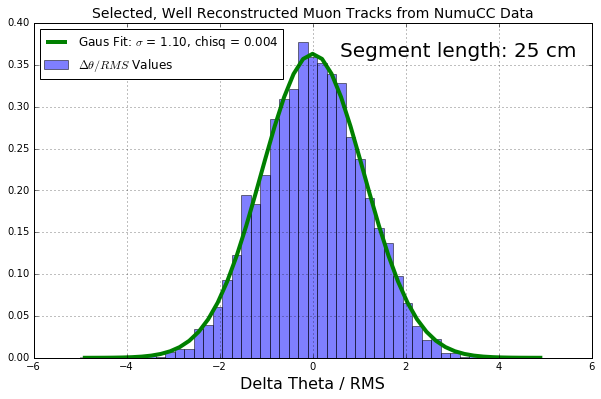 Selected, Well Reconstructed Muon Tracks from NumuCC Data
0.40
0.35
0.30
0.25
0.20
0.15
0.10
0.05
0.00
Gaus Fit: σ = 1.10, chisq = 0.004
Δθ/RMS Values
Segment length: 25 cm
−6 −4 −2 0 2 4 6
Delta Theta / RMS